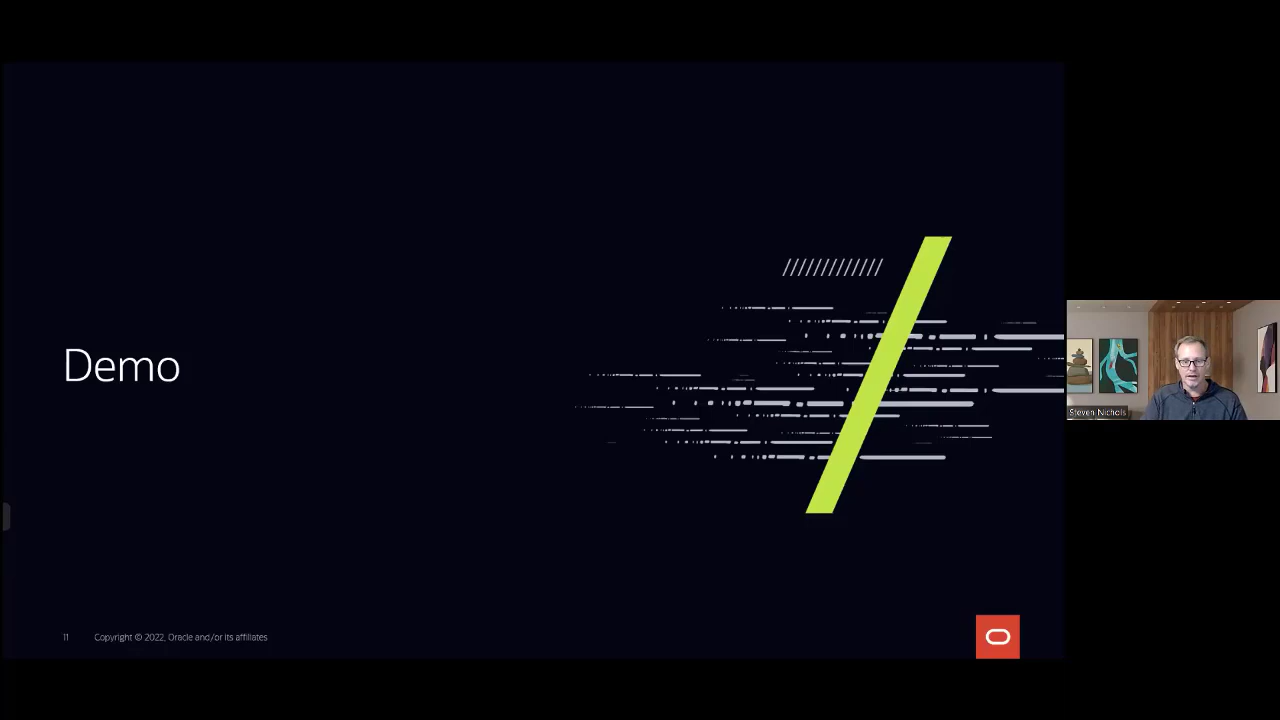 Demo
Steven Nichols
11 Copyright © 2022, Oracle and/or its affiliates